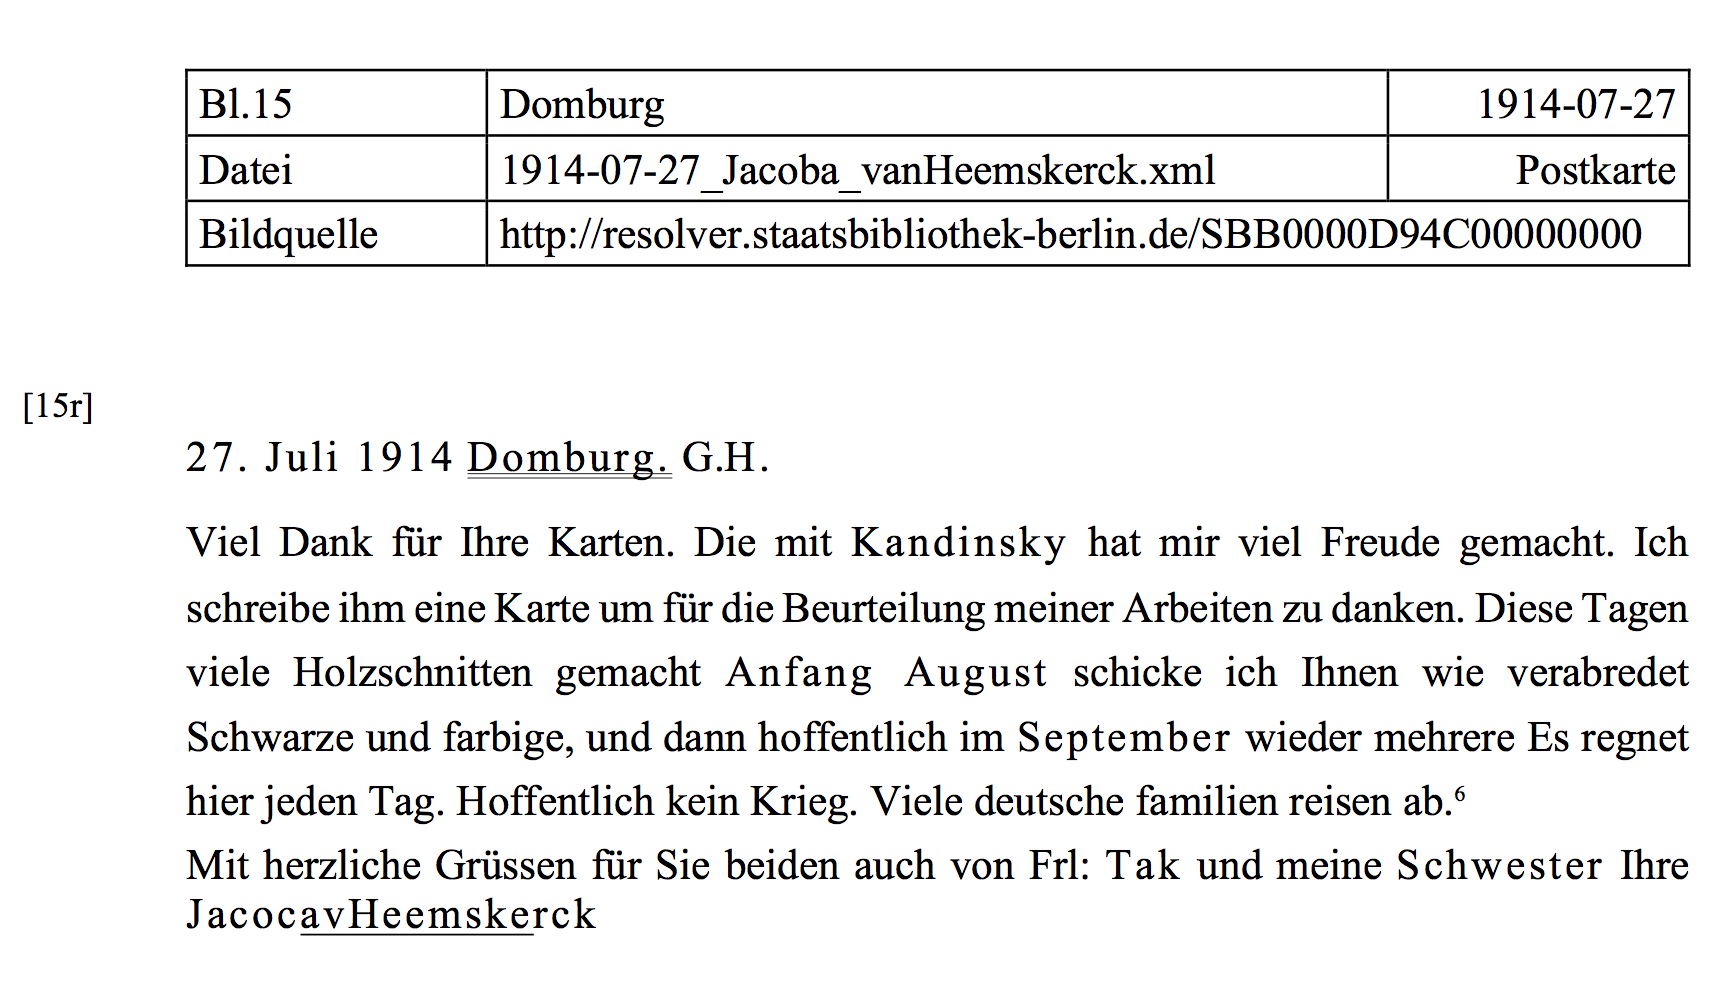 Bl.15 Domburg 1914-07-27
Datei 1914-07-27_Jacoba_vanHeemskerck.xml Postkarte
Bildquelle http://resolver.staatsbibliothek-berlin.de/SBB0000D94C00000000
[15r]
27. Juli 1914 Domburg. G.H.
Viel Dank für Ihre Karten. Die mit Kandinsky hat mir viel Freude gemacht. Ich
schreibe ihm eine Karte um für die Beurteilung meiner Arbeiten zu danken. Diese Tagen
viele Holzschnitten gemacht Anfang August schicke ich Ihnen wie verabredet
Schwarze und farbige, und dann hoffentlich im September wieder mehrere Es regnet
hier jeden Tag. Hoffentlich kein Krieg. Viele deutsche familien reisen ab.⁶
Mit herzliche Grüssen für Sie beiden auch von Frl: Tak und meine Schwester Ihre
JacocavHeemskerck